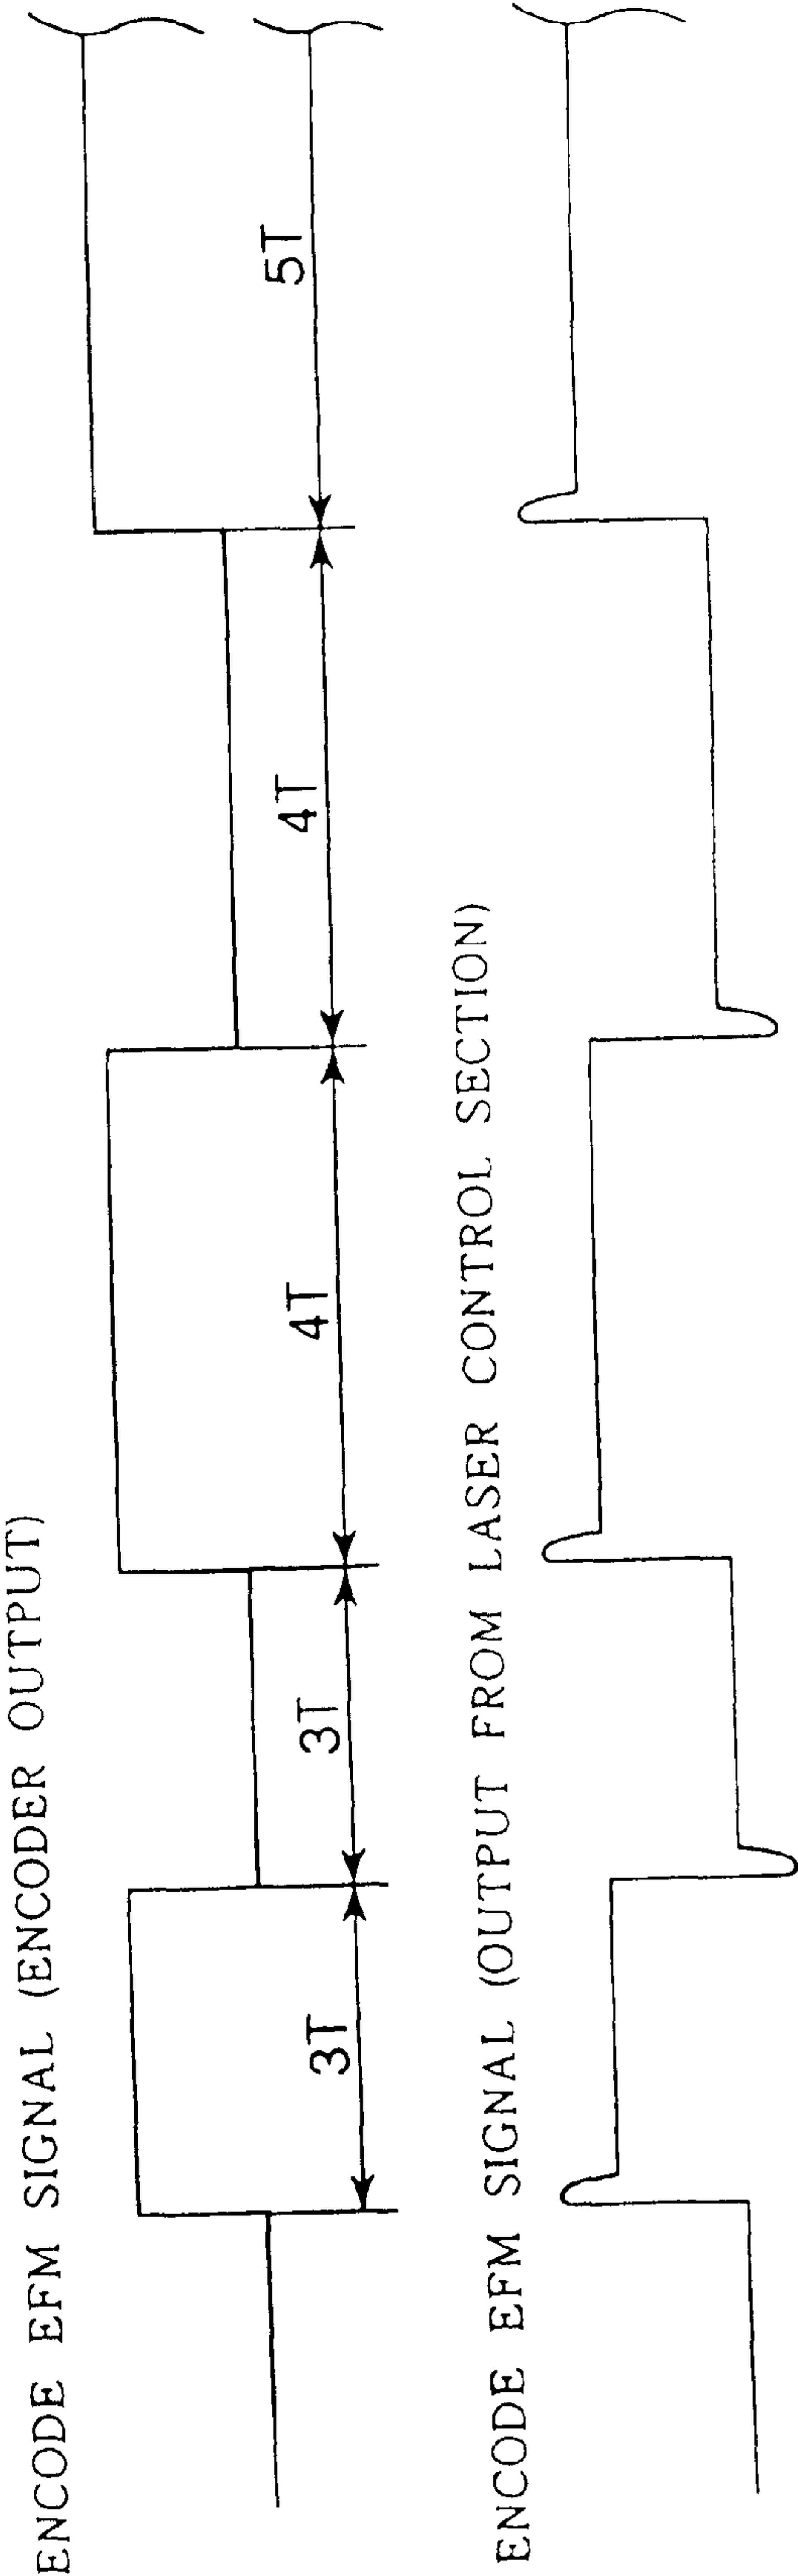 ENCODE EFM SIGNAL (ENCODER OUTPUT)
3T
3T
4T
4T
5T
ENCODE EFM SIGNAL (OUTPUT FROM LASER CONTROL SECTION)